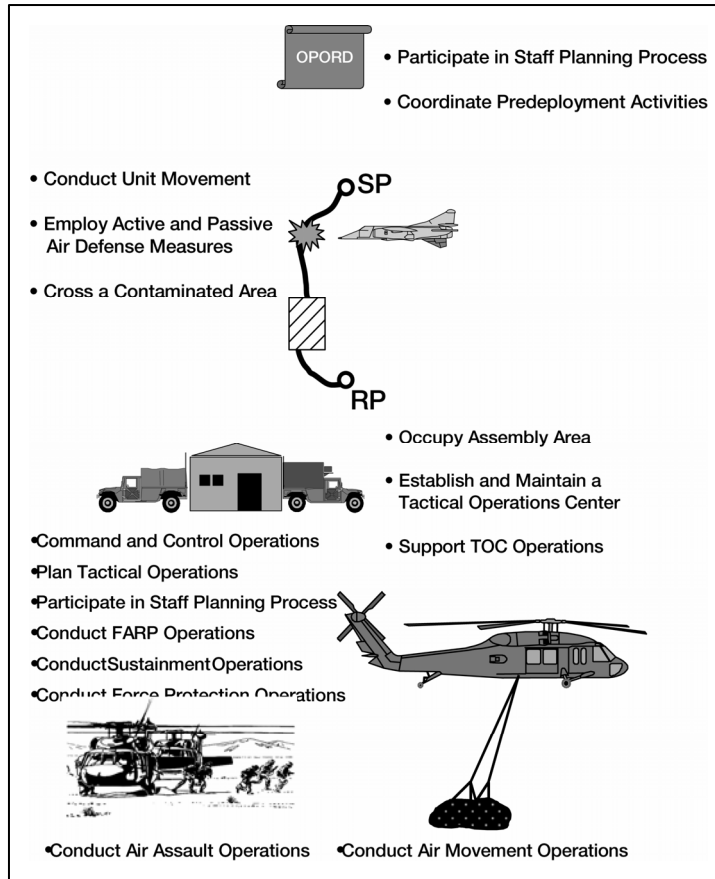 OPORD
• Participate in Staff Planning Process
• Coordinate Predeployment Activities
• Conduct Unit Movement
• Employ Active and Passive
Air Defense Measures
• Cross a Contaminated Area
SP
RP
• Occupy Assembly Area
• Establish and Maintain a
Tactical Operations Center
• Support TOC Operations
•Command and Control Operations
•Plan Tactical Operations
•Participate in Staff Planning Process
•Conduct FARP Operations
•ConductSustainmentOperations
•Conduct Force Protection Operations
•Conduct Air Assault Operations
•Conduct Air Movement Operations